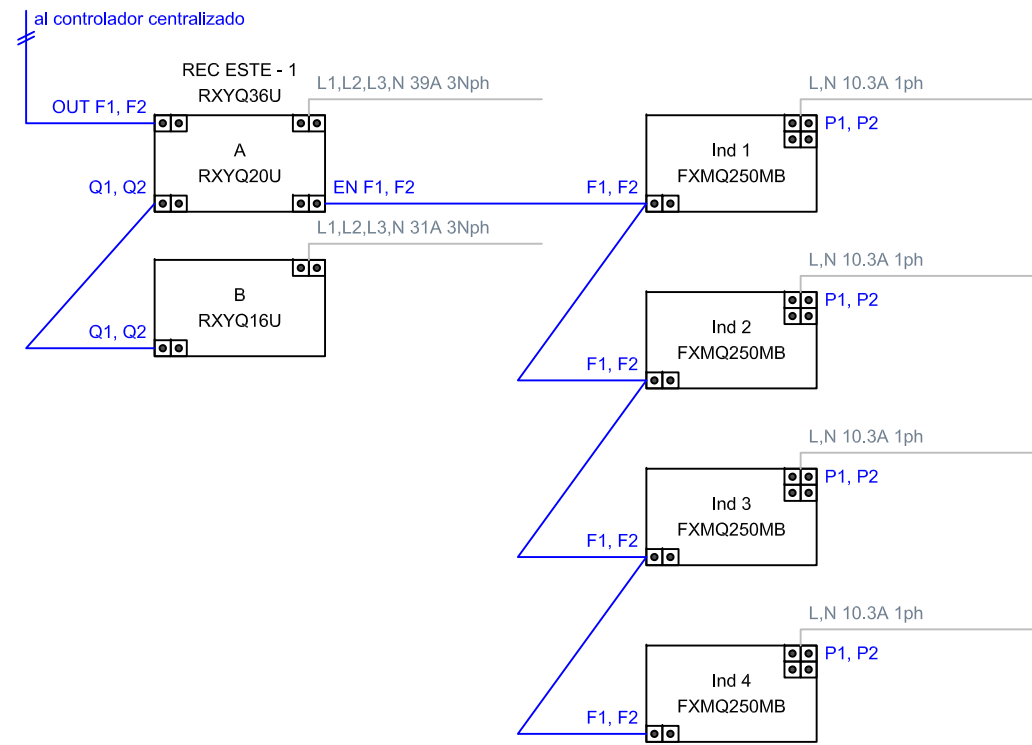 al controlador centralizado
REC ESTE - 1
RXYQ36U
L1,L2,L3,N 39A 3Nph
OUT F1, F2
A
RXYQ20U
Q1, Q2
EN F1, F2
L1,L2,L3,N 31A 3Nph
B
RXYQ16U
Q1, Q2
L,N 10.3A 1ph
P1, P2
Ind 1
FXMQ250MB
F1, F2
L,N 10.3A 1ph
P1, P2
Ind 2
FXMQ250MB
F1, F2
L,N 10.3A 1ph
P1, P2
Ind 3
FXMQ250MB
F1, F2
L,N 10.3A 1ph
P1, P2
Ind 4
FXMQ250MB
F1, F2